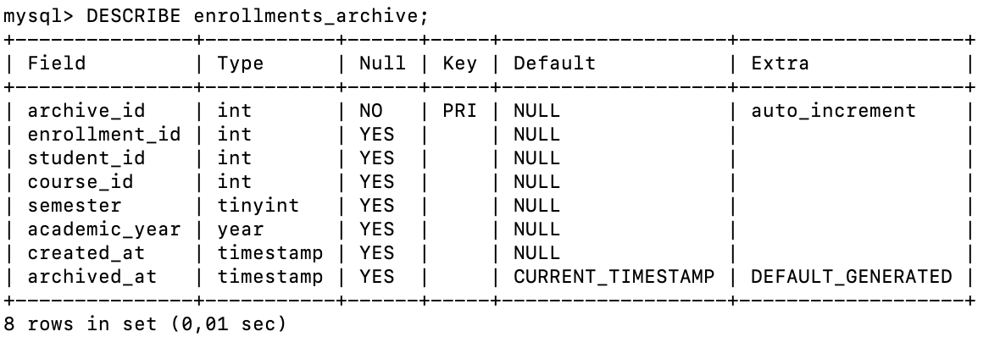 mysql> DESCRIBE enrollments_archive;
+---------------+-----------+------+-----+-------------------+-------------------+
| Field         | Type      | Null | Key | Default           | Extra             |
+---------------+-----------+------+-----+-------------------+-------------------+
| archive_id    | int       | NO   | PRI | NULL              | auto_increment    |
| enrollment_id | int       | YES  |     | NULL              |                   |
| student_id    | int       | YES  |     | NULL              |                   |
| course_id     | int       | YES  |     | NULL              |                   |
| semester      | tinyint   | YES  |     | NULL              |                   |
| academic_year | year      | YES  |     | NULL              |                   |
| created_at    | timestamp | YES  |     | NULL              |                   |
| archived_at   | timestamp | YES  |     | CURRENT_TIMESTAMP | DEFAULT_GENERATED |
+---------------+-----------+------+-----+-------------------+-------------------+
8 rows in set (0,01 sec)